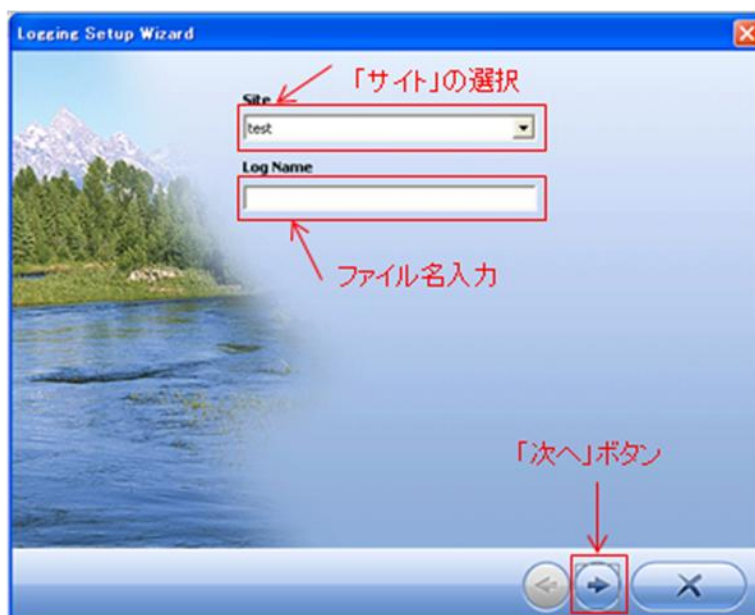 Logging Setup Wizard
「サイト」の選択
Site
test
Log Name
ファイル名入力
「次へ」ボタン